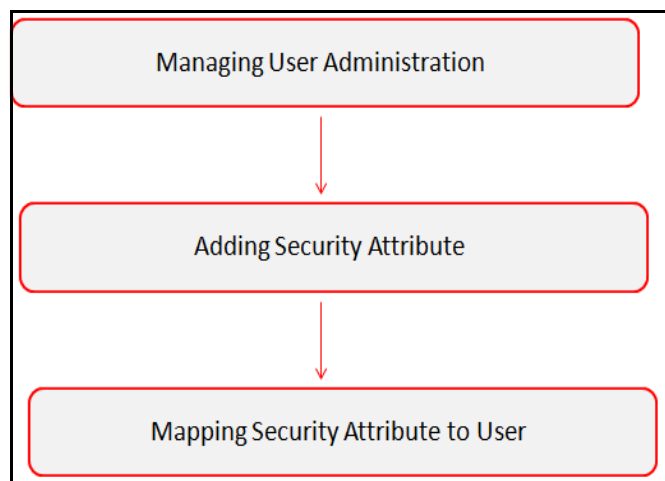 Managing User Administration
Adding Security Attribute
Mapping Security Attribute to User